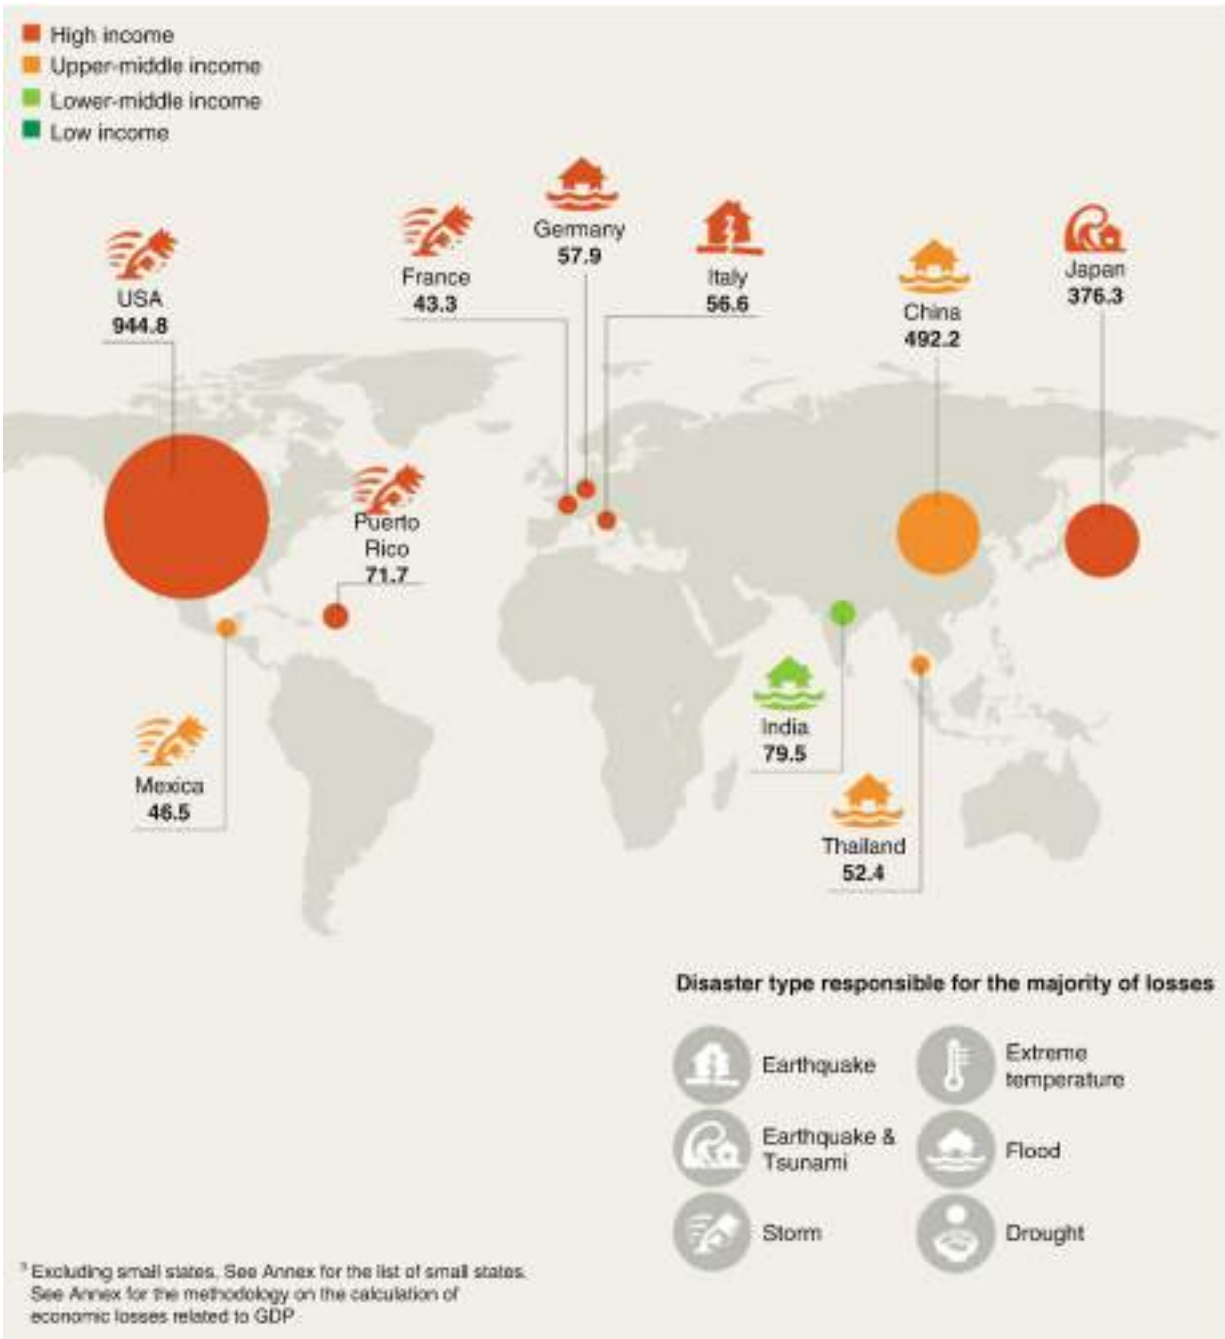 High income
Upper-middle income
Lower-middle income
Low income
Germany
57.9
France
43.3
Italy
56.6
Japan
376.3
USA
944.8
China
492.2
Puerto
Rico
71.7
India
79.5
Mexica
46.5
Thailand
52.4
Disaster type responsible for the majority of losses
Earthquake
Extreme
temperature
Earthquake &
Tsunami
Flood
Storm
Drought
³ Excluding small states. See Annex for the list of small states.
See Annex for the methodology on the calculation of
economic losses related to GDP